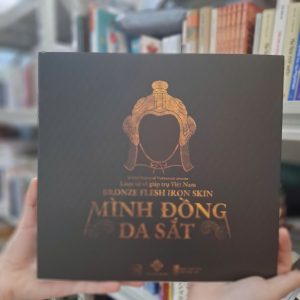 Lược sử về giáp trụ Việt Nam
BRONZE FLESH IRON SKIN
MÌNH ĐỒNG
DA SẮT